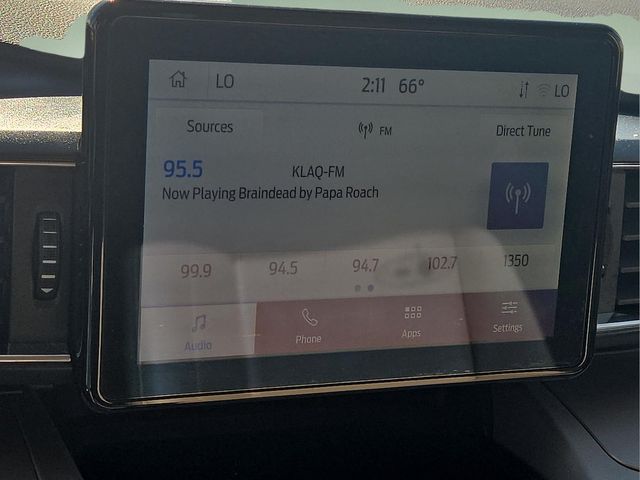 LO 2:11 66° LO
Sources FM Direct Tune
95.5 KLAQ-FM
Now Playing Braindead by Papa Roach
99.9 94.5 94.7 102.7 1350
Audio Phone Apps Settings